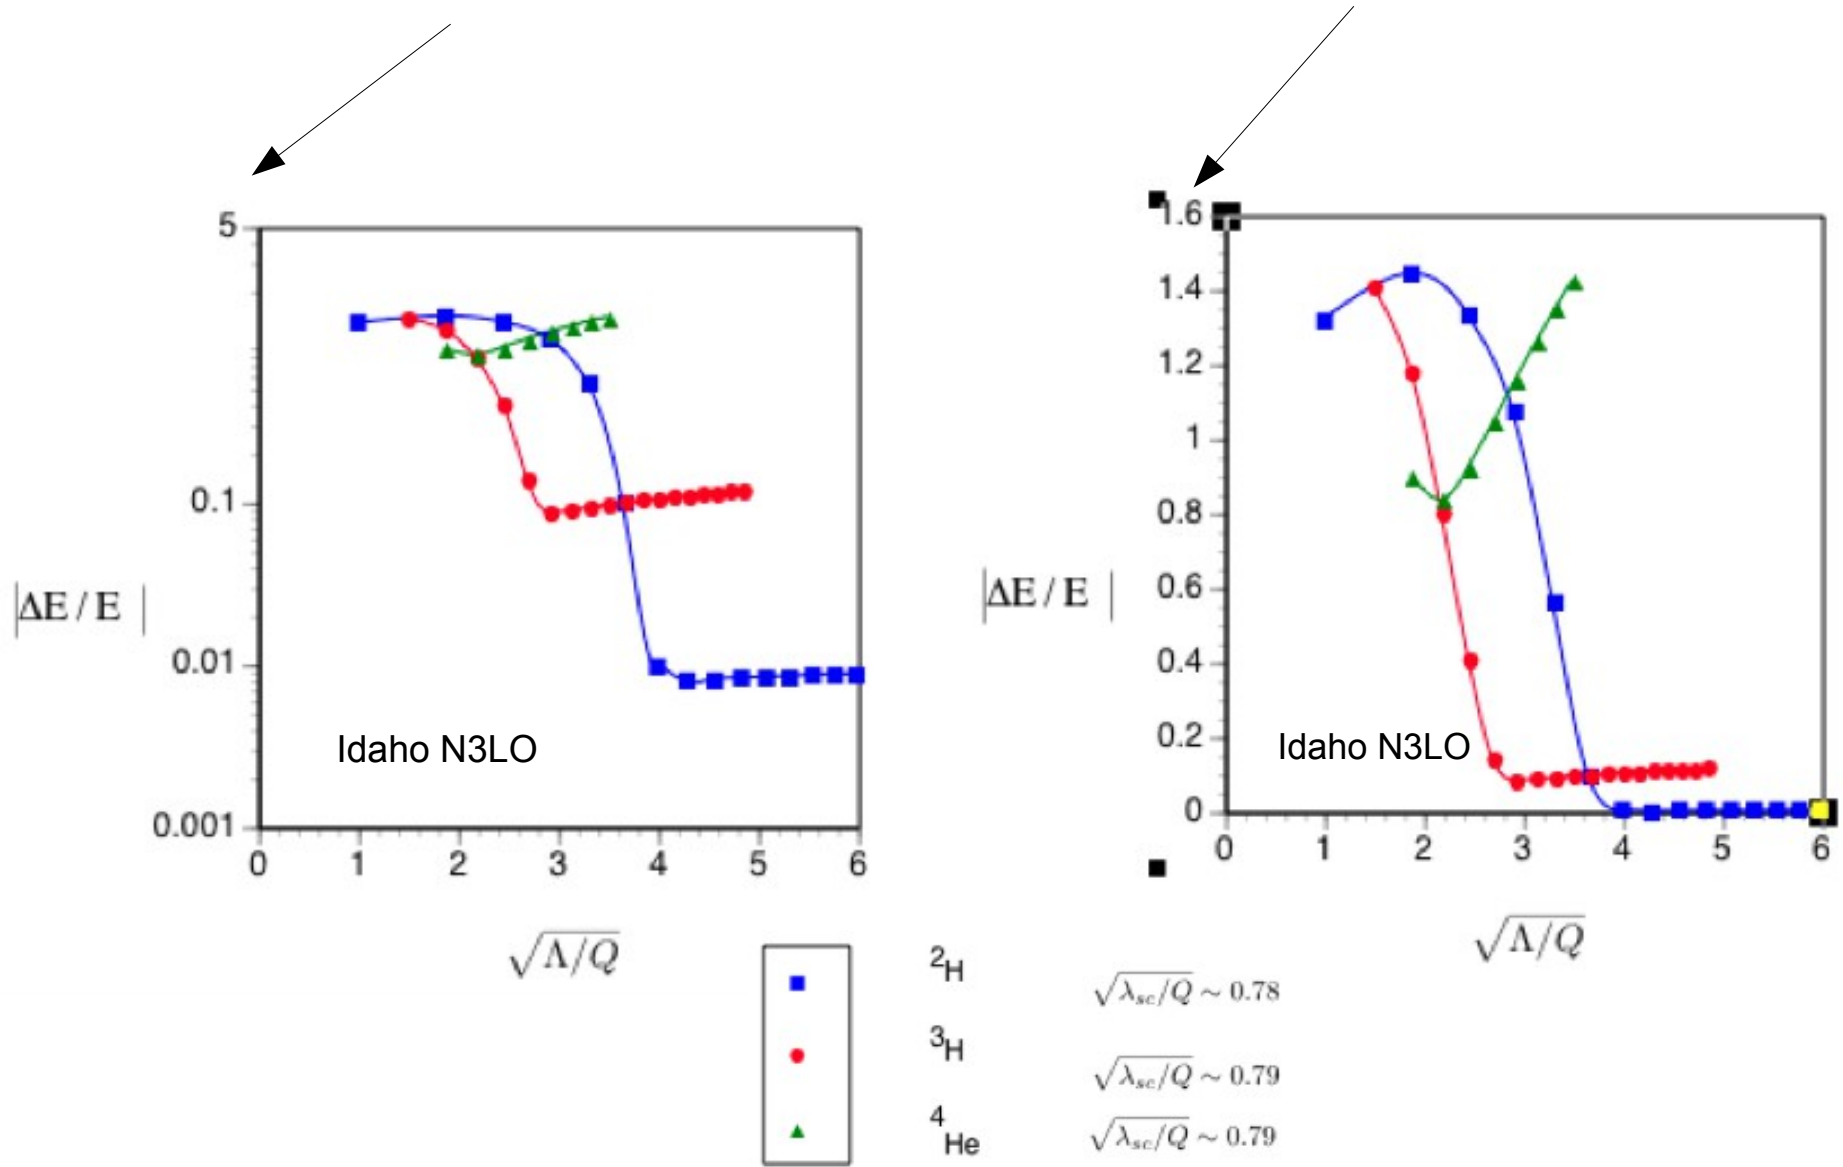 5
0.1
0.01
0.001
0 1 2 3 4 5 6
|ΔE / E |
Idaho N3LO
√Λ/Q
1.6
1.4
1.2
1
0.8
0.6
0.4
0.2
0
0 1 2 3 4 5 6
|ΔE / E |
Idaho N3LO
√Λ/Q
²H √λsc/Q ∼ 0.78
³H √λsc/Q ∼ 0.79
⁴He √λsc/Q ∼ 0.79